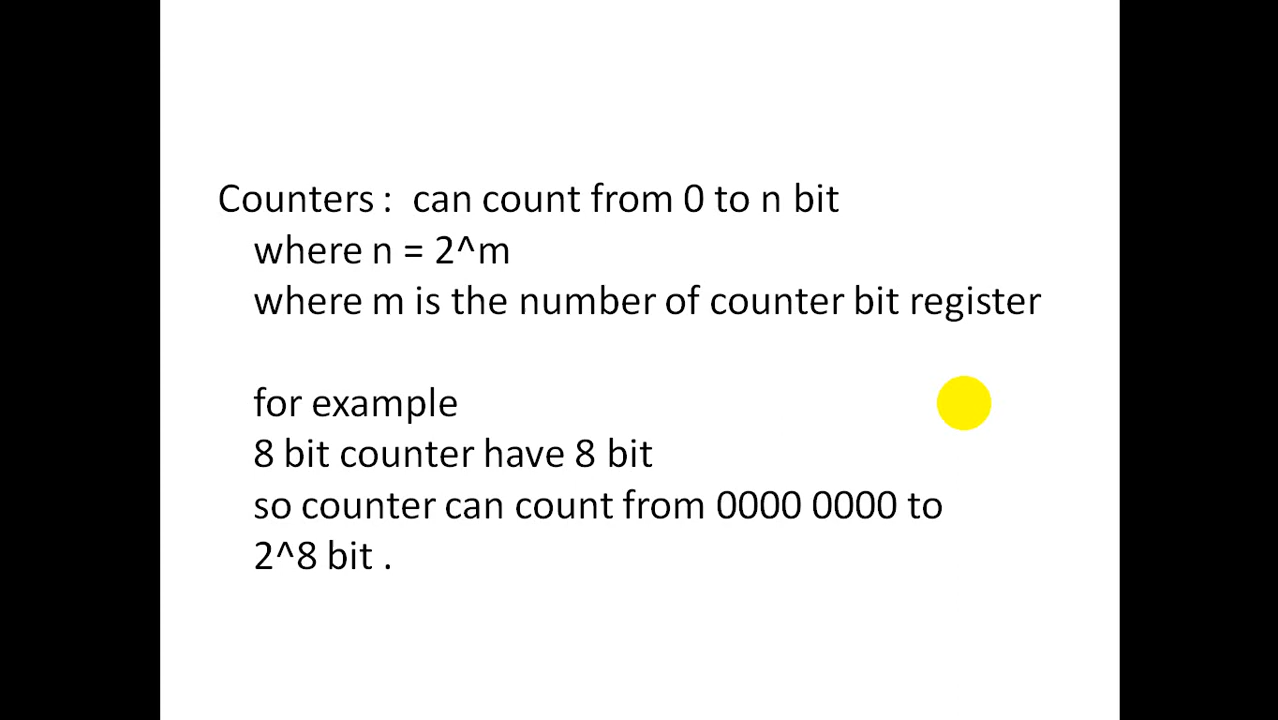 Counters :  can count from 0 to n bit
where n = 2^m
where m is the number of counter bit register
for example
8 bit counter have 8 bit
so counter can count from 0000 0000 to
2^8 bit .